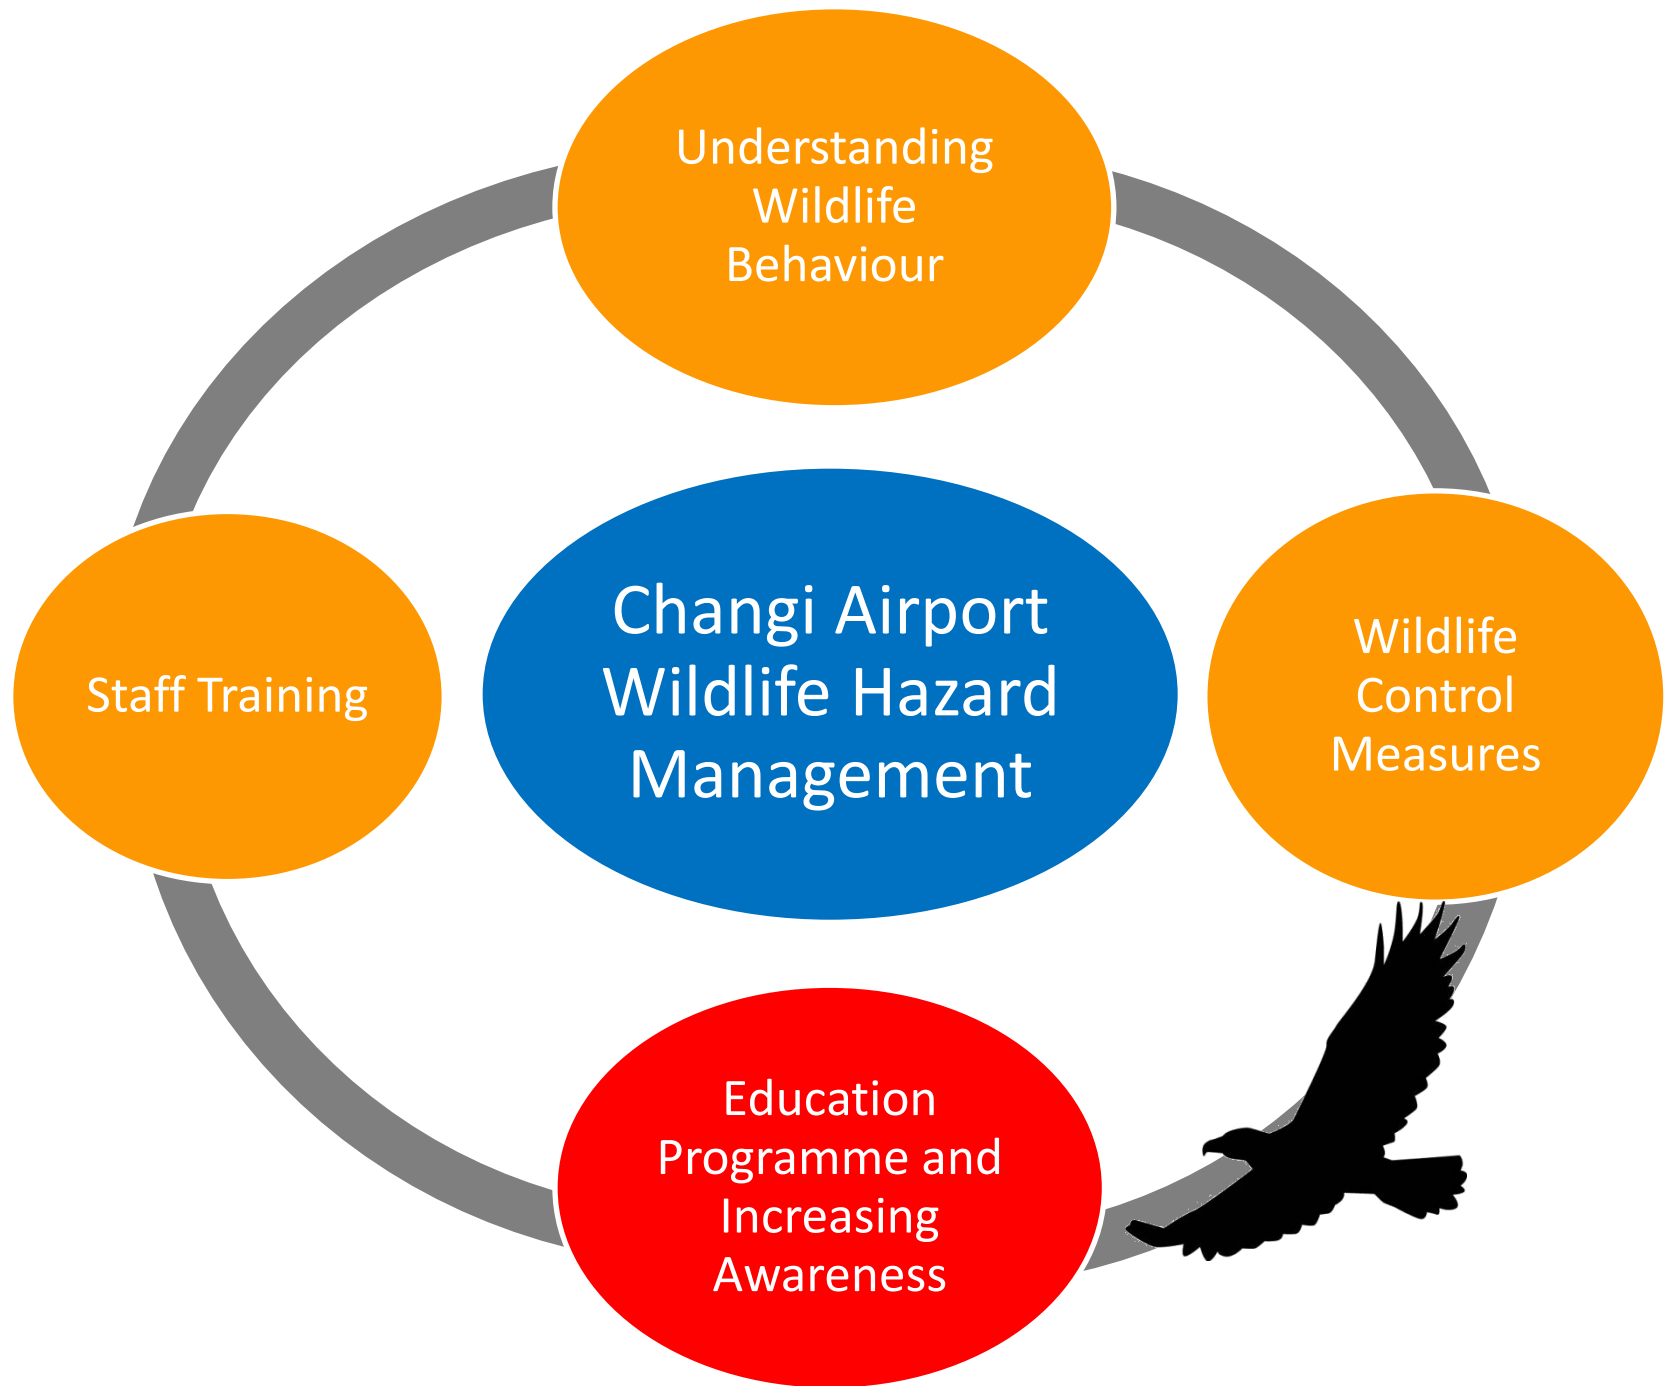 Understanding
Wildlife
Behaviour
Staff Training
Changi Airport
Wildlife Hazard
Management
Wildlife
Control
Measures
Education
Programme and
Increasing
Awareness